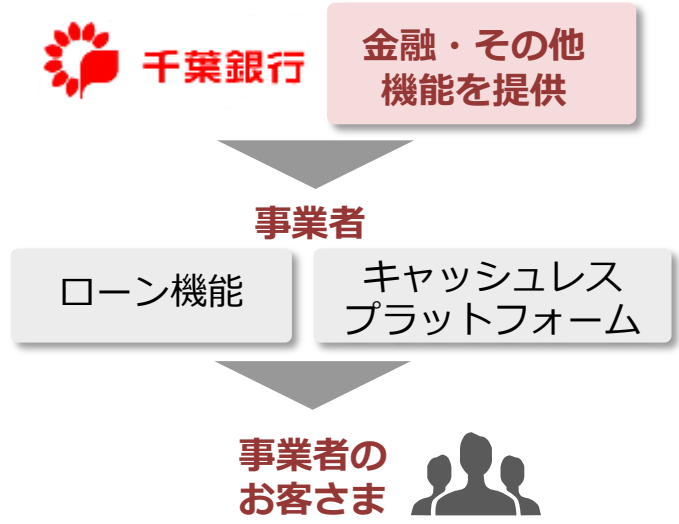 千葉銀行
金融・その他
機能を提供
事業者
ローン機能
キャッシュレス
プラットフォーム
事業者の
お客さま